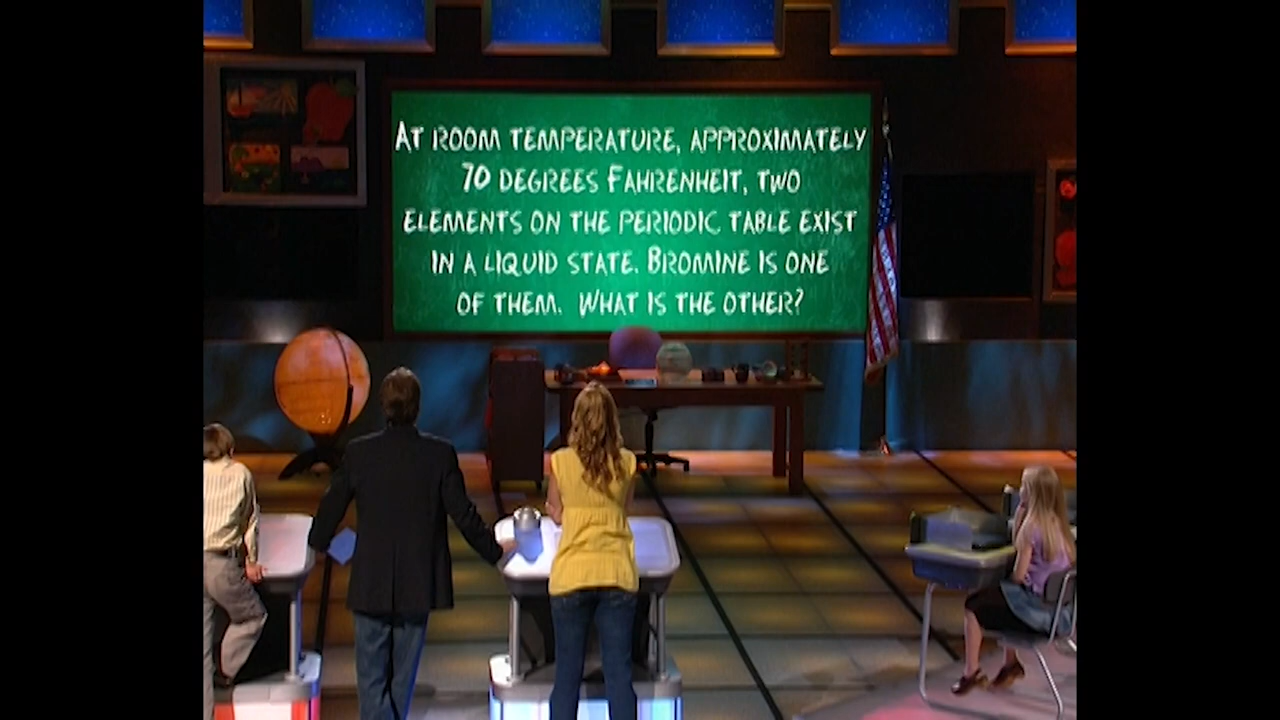 At room temperature, approximately
70 degrees Fahrenheit, two
elements on the periodic table exist
in a liquid state. Bromine is one
of them. What is the other?